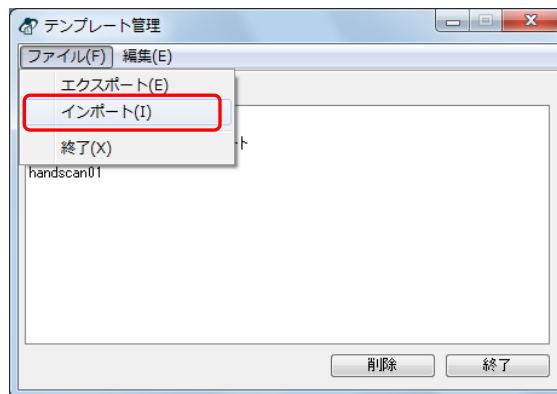 テンプレート管理
ファイル(F) 編集(E)
エクスポート(E)
インポート(I)
終了(X)
ト
handscan01
削除 終了